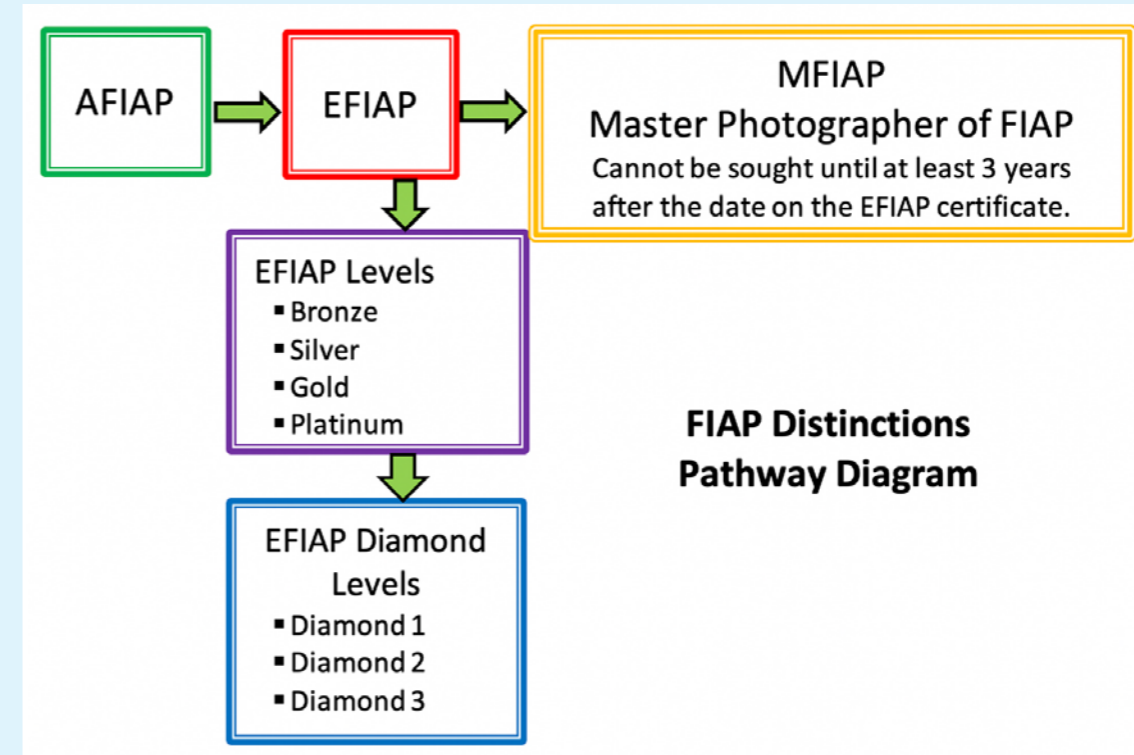 AFIAP
EFIAP
MFIAP
Master Photographer of FIAP
Cannot be sought until at least 3 years
after the date on the EFIAP certificate.
EFIAP Levels
▪ Bronze
▪ Silver
▪ Gold
▪ Platinum
FIAP Distinctions
Pathway Diagram
EFIAP Diamond
Levels
▪ Diamond 1
▪ Diamond 2
▪ Diamond 3